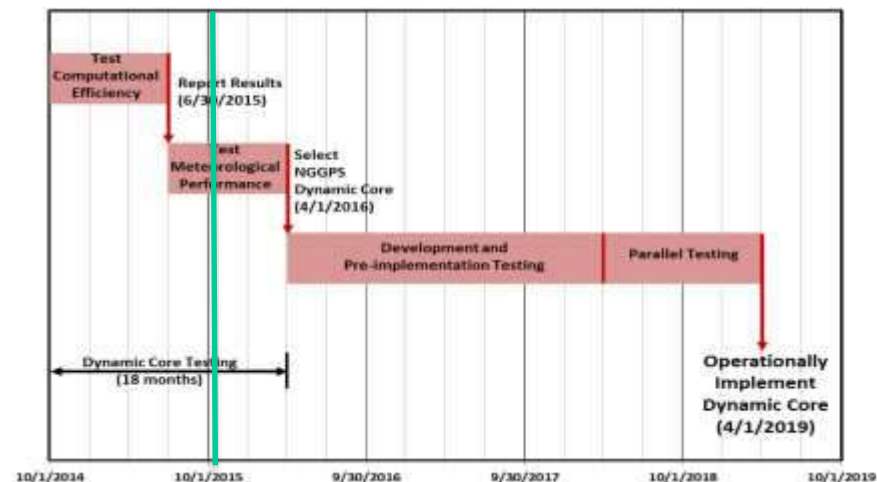 Test
Computational
Efficiency
Report Results
(6/30/2015)
Test
Meteorological
Performance
Select
NGGPS
Dynamic Core
(4/1/2016)
Development and
Pre-implementation Testing
Parallel Testing
Dynamic Core Testing
(18 months)
Operationally
Implement
Dynamic Core
(4/1/2019)
10/1/2014 10/1/2015 9/30/2016 9/30/2017 10/1/2018 10/1/2019